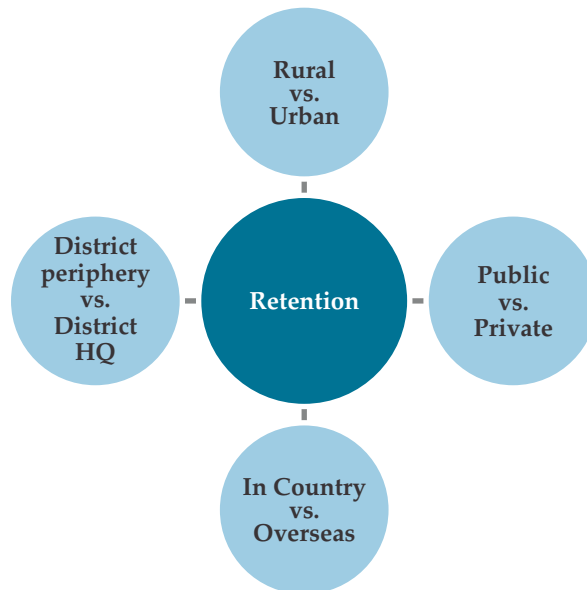 Rural
vs.
Urban
District
periphery
vs.
District
HQ
Retention
Public
vs.
Private
In Country
vs.
Overseas